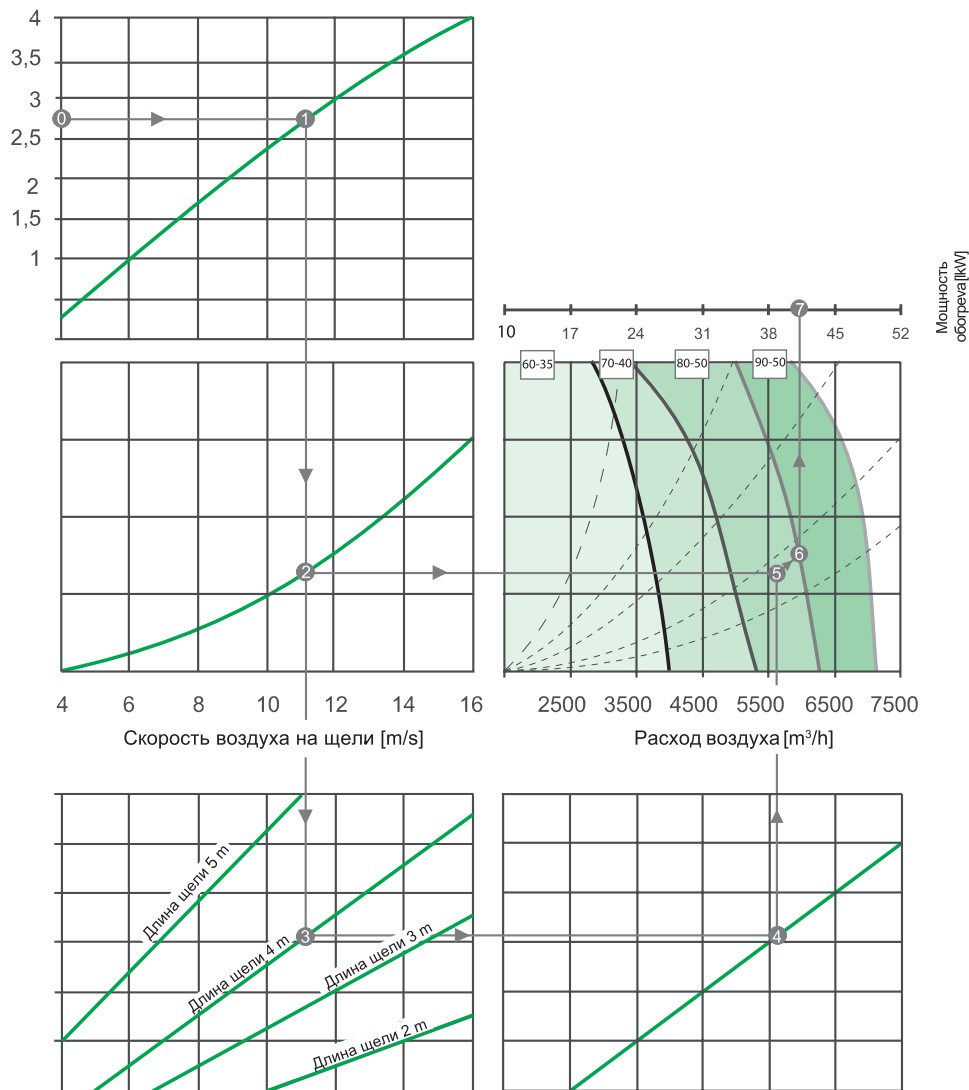 4
3,5
3
2,5
2
1,5
1
0
1
Мощность
обогрева[kW]
7
10 17 24 31 38 45 52
60-35 70-40 80-50 90-50
6
2
5
4 6 8 10 12 14 16
2500 3500 4500 5500 6500 7500
Скорость воздуха на щели [m/s]
Расход воздуха [m³/h]
Длина щели 5 m
Длина щели 4 m
Длина щели 3 m
Длина щели 2 m
3
4